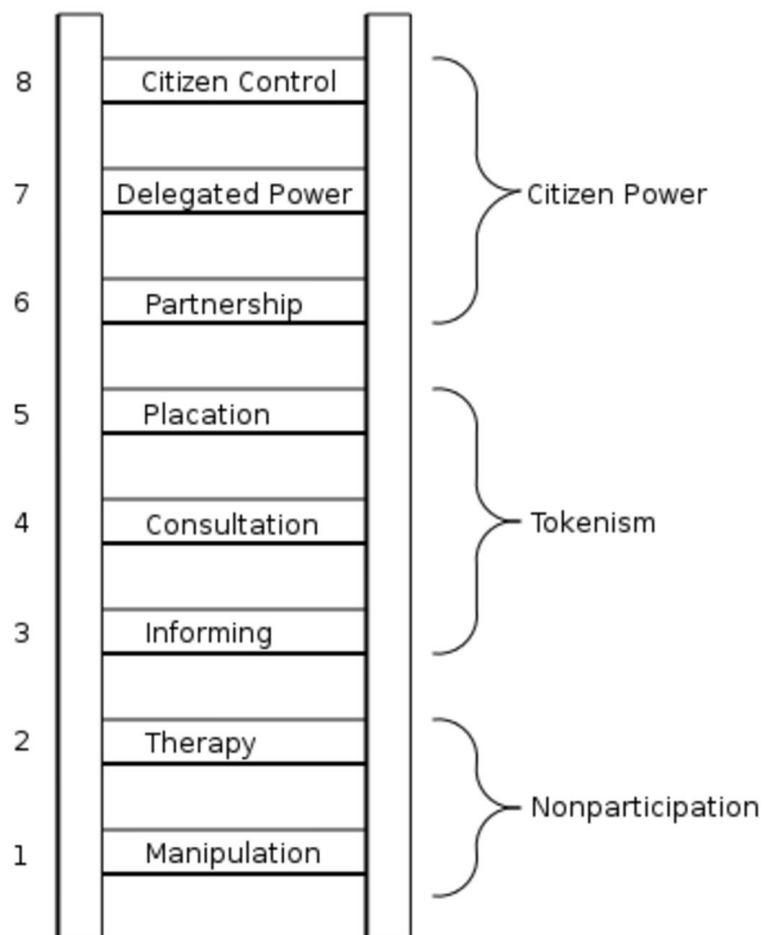 8 Citizen Control
7 Delegated Power
Citizen Power
6 Partnership
5 Placation
4 Consultation
Tokenism
3 Informing
2 Therapy
Nonparticipation
1 Manipulation